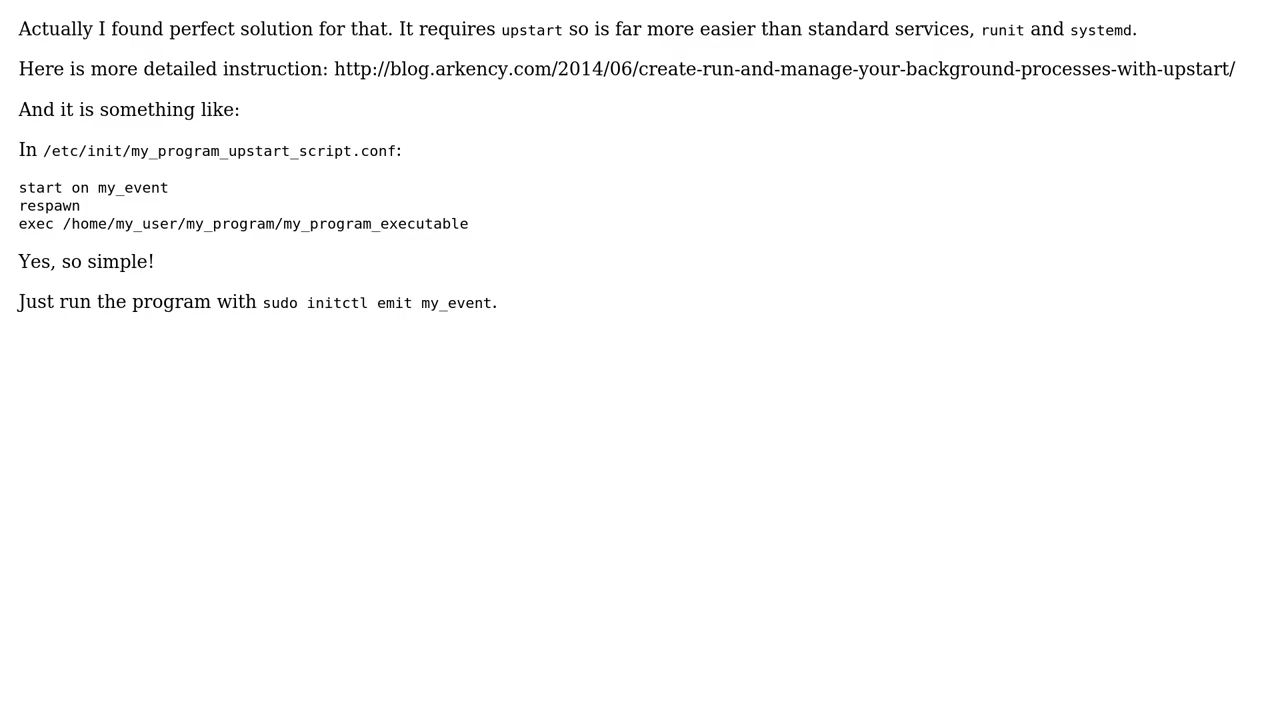 Actually I found perfect solution for that. It requires upstart so is far more easier than standard services, runit and systemd.
Here is more detailed instruction: http://blog.arkency.com/2014/06/create-run-and-manage-your-background-processes-with-upstart/
And it is something like:
In /etc/init/my_program_upstart_script.conf:
start on my_event
respawn
exec /home/my_user/my_program/my_program_executable
Yes, so simple!
Just run the program with sudo initctl emit my_event.